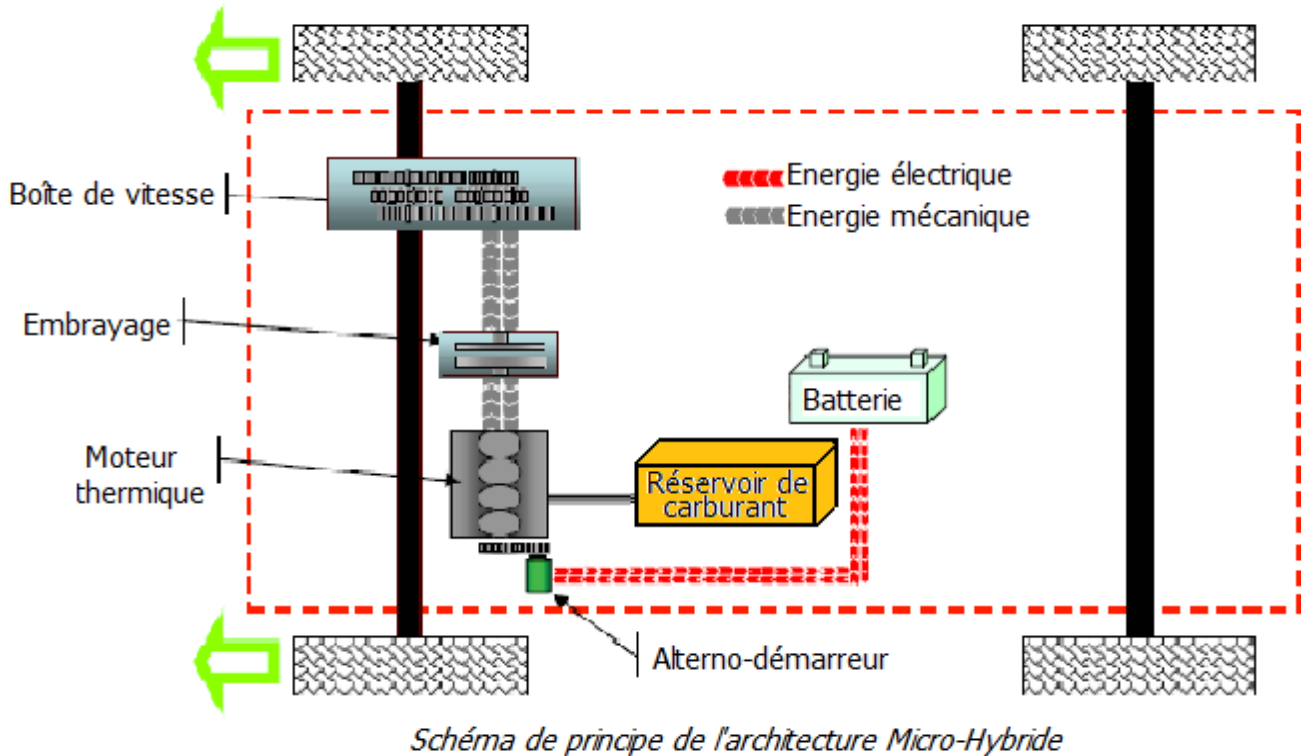 Boîte de vitesse
Energie électrique
Energie mécanique
Embrayage
Batterie
Moteur
thermique
Réservoir de
carburant
Alterno-démarreur
Schéma de principe de l'architecture Micro-Hybride